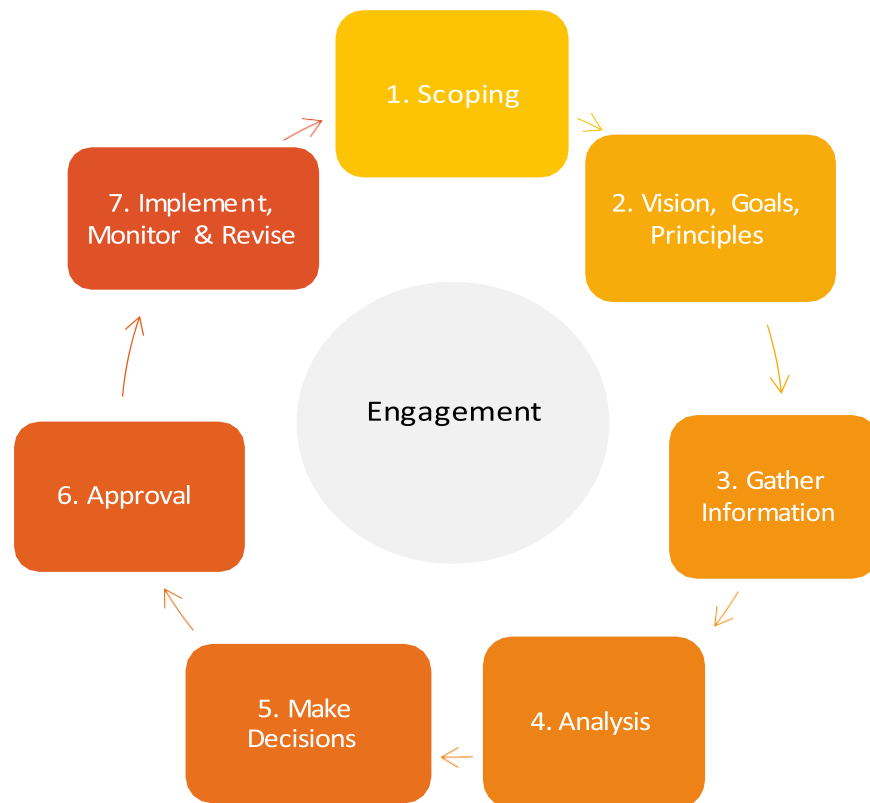 1. Scoping
2. Vision, Goals,
Principles
3. Gather
Information
4. Analysis
5. Make
Decisions
6. Approval
7. Implement,
Monitor & Revise
Engagement